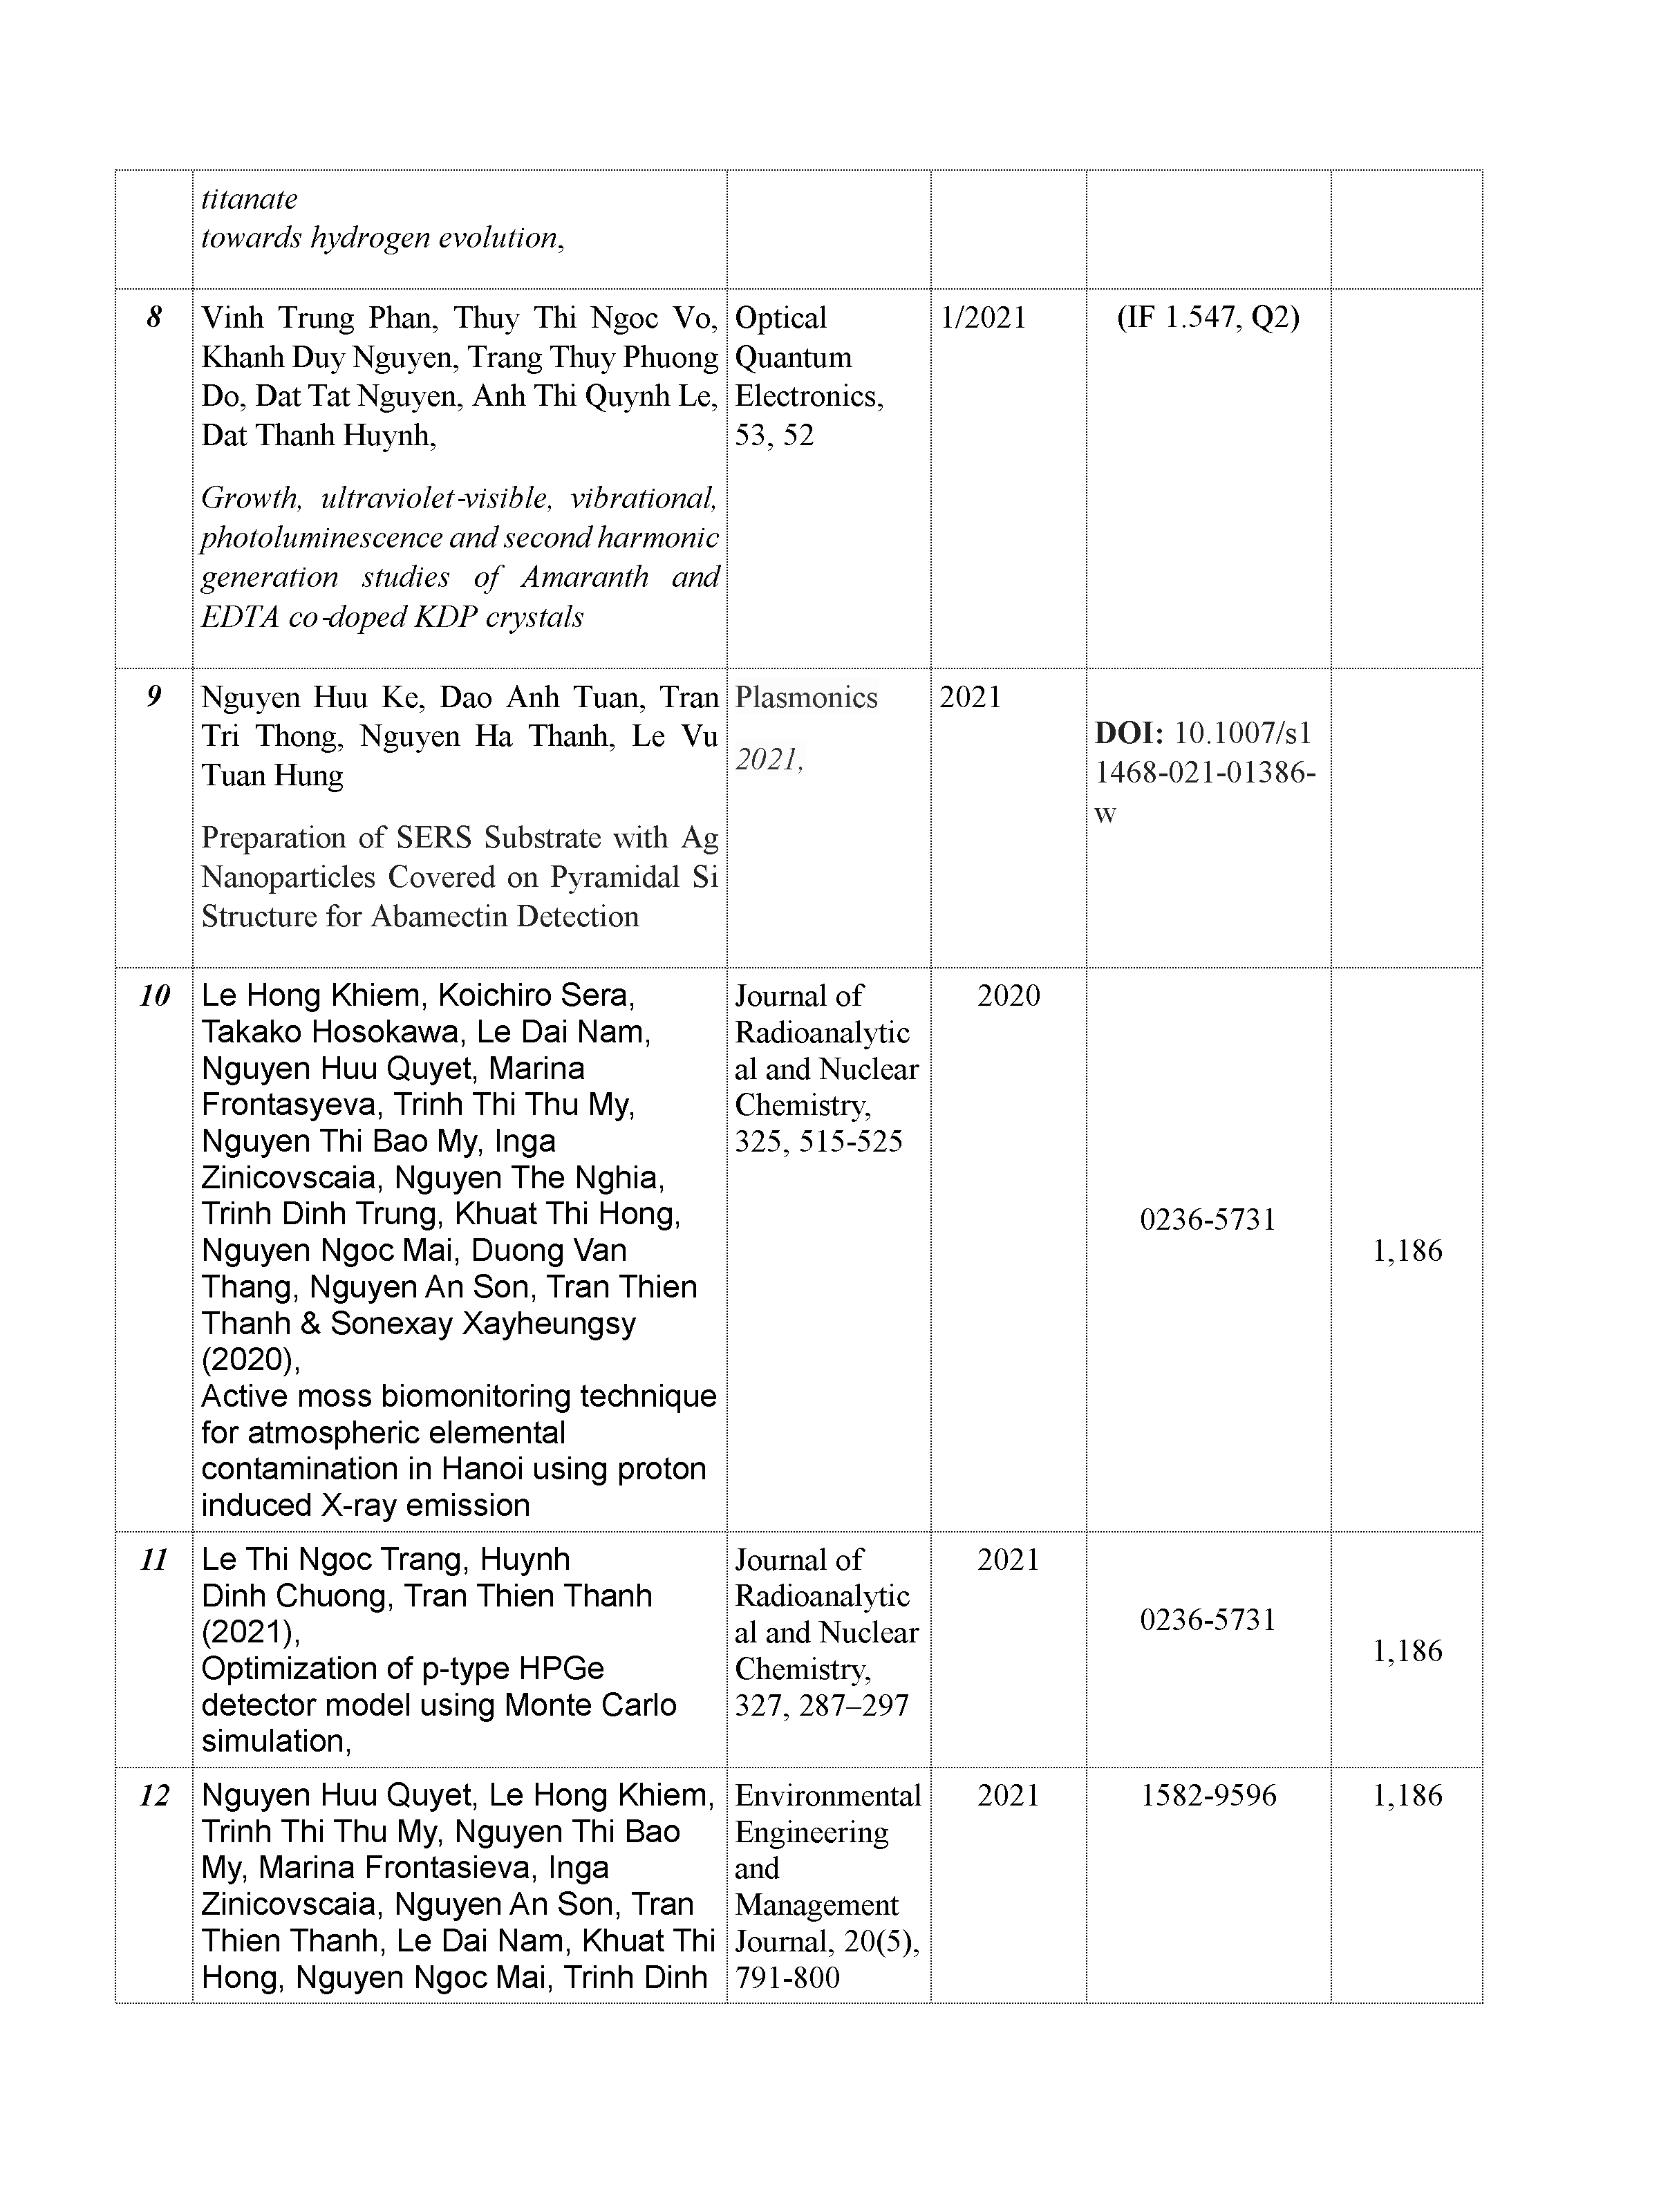 titanate
towards hydrogen evolution,
8
Vinh Trung Phan, Thuy Thi Ngoc Vo,
Khanh Duy Nguyen, Trang Thuy Phuong
Do, Dat Tat Nguyen, Anh Thi Quynh Le,
Dat Thanh Huynh,
Growth, ultraviolet-visible, vibrational,
photoluminescence and second harmonic
generation studies of Amaranth and
EDTA co-doped KDP crystals
Optical
Quantum
Electronics,
53, 52
1/2021
(IF 1.547, Q2)
9
Nguyen Huu Ke, Dao Anh Tuan, Tran
Tri Thong, Nguyen Ha Thanh, Le Vu
Tuan Hung
Preparation of SERS Substrate with Ag
Nanoparticles Covered on Pyramidal Si
Structure for Abamectin Detection
Plasmonics
2021,
2021
DOI: 10.1007/s1
1468-021-01386-
w
10
Le Hong Khiem, Koichiro Sera,
Takako Hosokawa, Le Dai Nam,
Nguyen Huu Quyet, Marina
Frontasyeva, Trinh Thi Thu My,
Nguyen Thi Bao My, Inga
Zinicovscaia, Nguyen The Nghia,
Trinh Dinh Trung, Khuat Thi Hong,
Nguyen Ngoc Mai, Duong Van
Thang, Nguyen An Son, Tran Thien
Thanh & Sonexay Xayheungsy
(2020),
Active moss biomonitoring technique
for atmospheric elemental
contamination in Hanoi using proton
induced X-ray emission
Journal of
Radioanalytic
al and Nuclear
Chemistry,
325, 515-525
2020
0236-5731
1,186
11
Le Thi Ngoc Trang, Huynh
Dinh Chuong, Tran Thien Thanh
(2021),
Optimization of p-type HPGe
detector model using Monte Carlo
simulation,
Journal of
Radioanalytic
al and Nuclear
Chemistry,
327, 287–297
2021
0236-5731
1,186
12
Nguyen Huu Quyet, Le Hong Khiem,
Trinh Thi Thu My, Nguyen Thi Bao
My, Marina Frontasieva, Inga
Zinicovscaia, Nguyen An Son, Tran
Thien Thanh, Le Dai Nam, Khuat Thi
Hong, Nguyen Ngoc Mai, Trinh Dinh
Environmental
Engineering
and
Management
Journal, 20(5),
791-800
2021
1582-9596
1,186